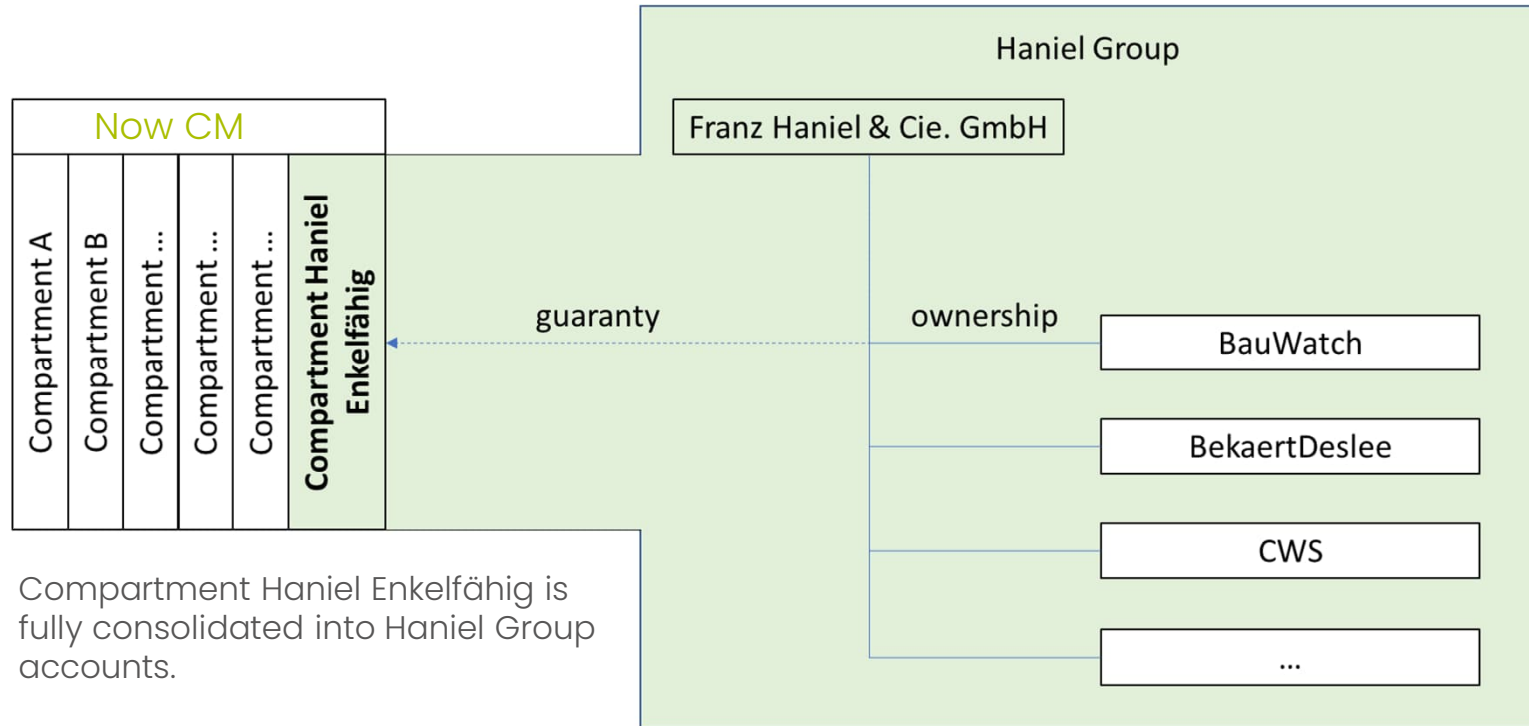 Haniel Group
Now CM
Franz Haniel & Cie. GmbH
Compartment A
Compartment B
Compartment ...
Compartment ...
Compartment ...
Compartment Haniel
Enkelfähig
guaranty
ownership
BauWatch
BekaertDeslee
CWS
...
Compartment Haniel Enkelfähig is
fully consolidated into Haniel Group
accounts.